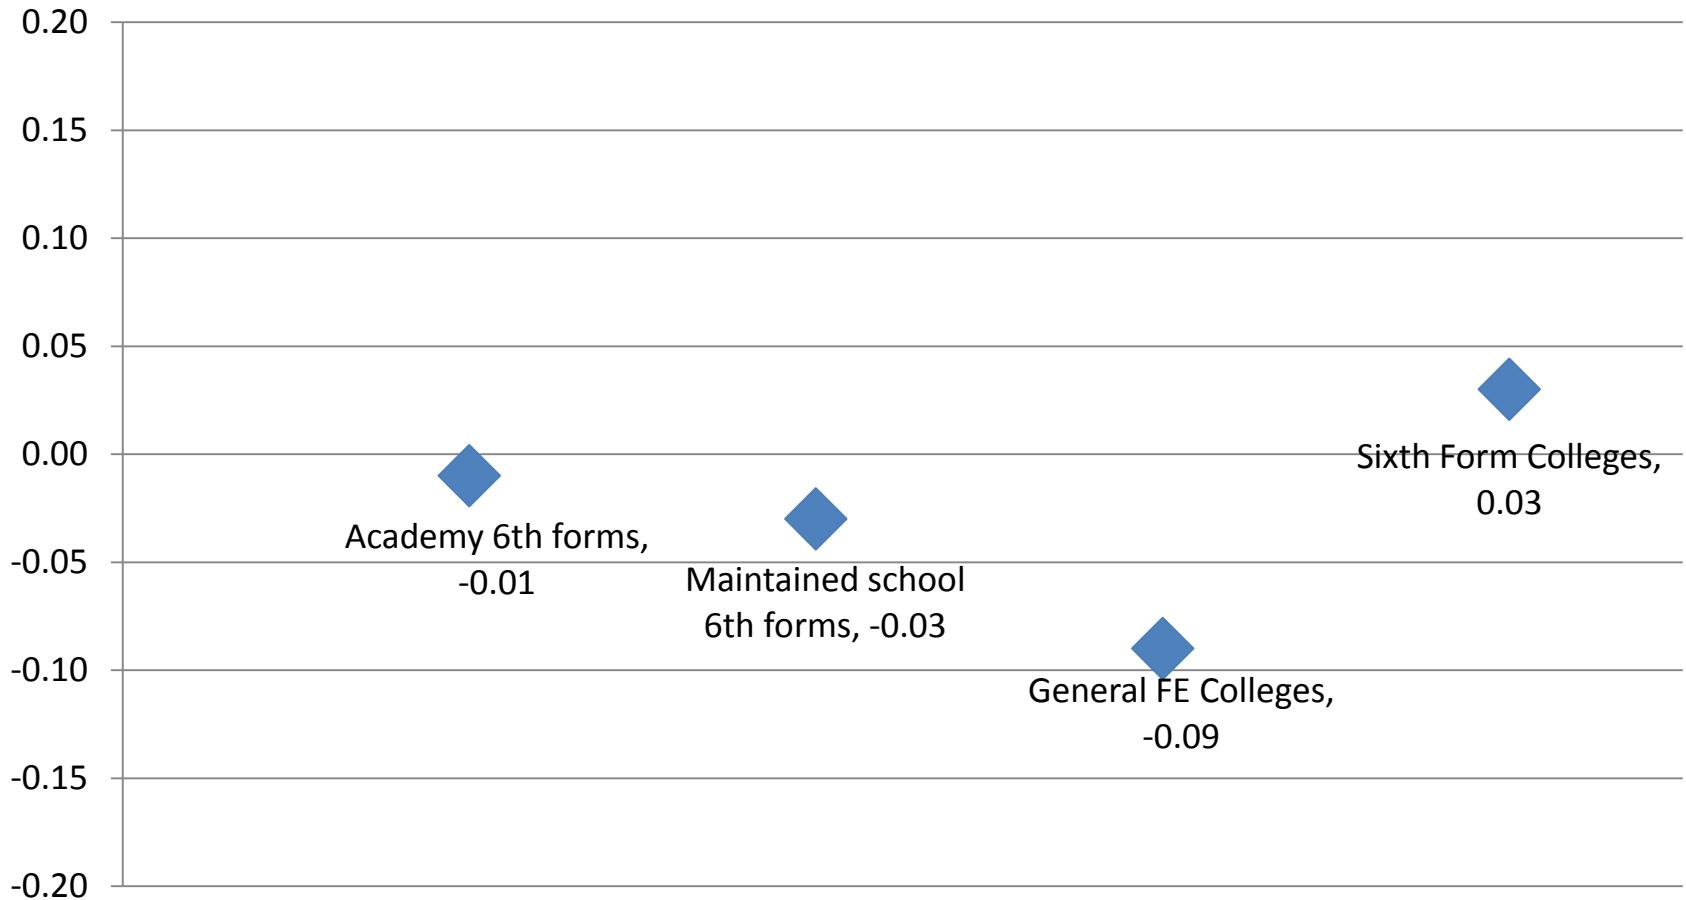 0.20
0.15
0.10
0.05
0.00
-0.05
-0.10
-0.15
-0.20
Academy 6th forms,
-0.01
Maintained school
6th forms, -0.03
General FE Colleges,
-0.09
Sixth Form Colleges,
0.03